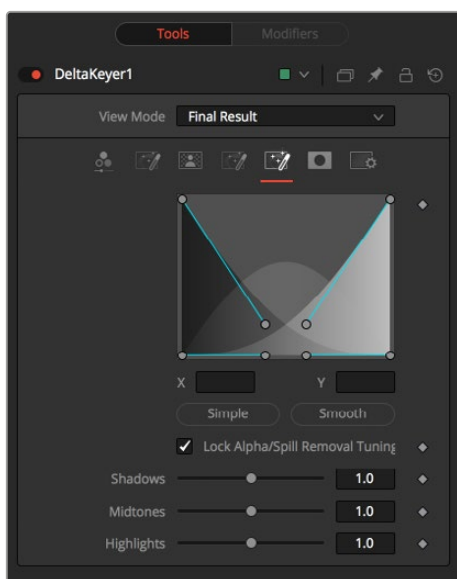 Tools Modifiers
DeltaKeyer1
View Mode Final Result
X Y
Simple Smooth
Lock Alpha/Spill Removal Tuning
Shadows 1.0
Midtones 1.0
Highlights 1.0